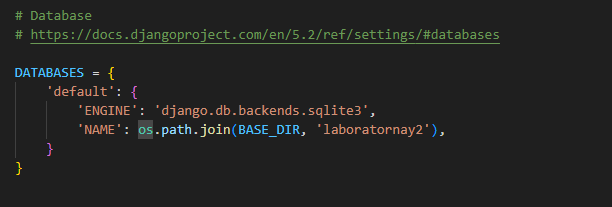 # Database
# https://docs.djangoproject.com/en/5.2/ref/settings/#databases
DATABASES = {
    'default': {
        'ENGINE': 'django.db.backends.sqlite3',
        'NAME': os.path.join(BASE_DIR, 'laboratornay2'),
    }
}